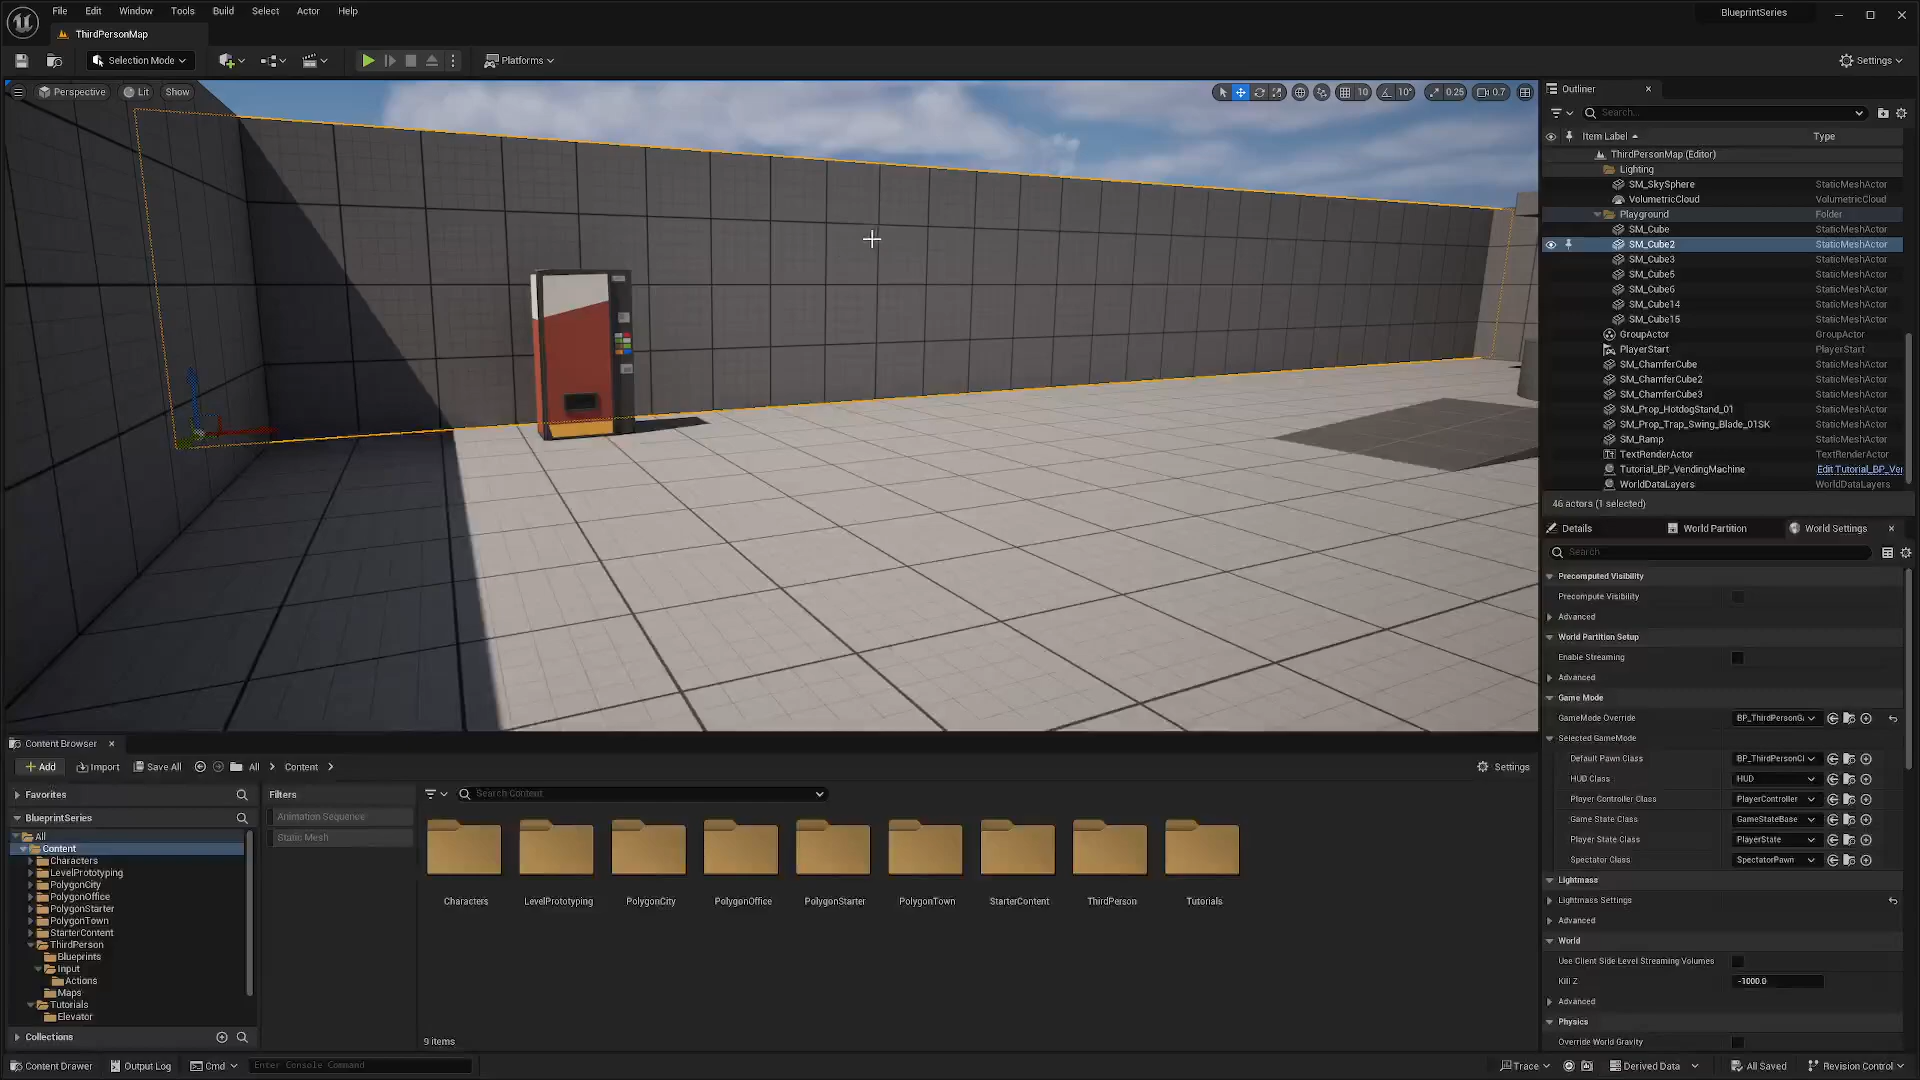 File Edit Window Tools Build Select Actor Help
BlueprintSeries
ThirdPersonMap
Selection Mode
Platforms
Settings
Perspective Lit Show
10 10° 0.25 0.7
Outliner
Search...
Item Label Type
ThirdPersonMap (Editor)
Lighting
SM_SkySphere StaticMeshActor
VolumetricCloud VolumetricCloud
Playground Folder
SM_Cube StaticMeshActor
SM_Cube2 StaticMeshActor
SM_Cube3 StaticMeshActor
SM_Cube5 StaticMeshActor
SM_Cube6 StaticMeshActor
SM_Cube14 StaticMeshActor
SM_Cube15 StaticMeshActor
GroupActor GroupActor
PlayerStart PlayerStart
SM_ChamferCube StaticMeshActor
SM_ChamferCube2 StaticMeshActor
SM_ChamferCube3 StaticMeshActor
SM_Prop_HotdogStand_01 StaticMeshActor
SM_Prop_Trap_Swing_Blade_01SK StaticMeshActor
SM_Ramp StaticMeshActor
TextRenderActor TextRenderActor
Tutorial_BP_VendingMachine Edit Tutorial_BP_Ver
WorldDataLayers WorldDataLayers
46 actors (1 selected)
Details World Partition World Settings
Search
Precomputed Visibility
Precompute Visibility
Advanced
World Partition Setup
Enable Streaming
Advanced
Game Mode
GameMode Override BP_ThirdPersonGa
Selected GameMode
Default Pawn Class BP_ThirdPersonCl
HUD Class HUD
Player Controller Class PlayerController
Game State Class GameStateBase
Player State Class PlayerState
Spectator Class SpectatorPawn
Lightmass
Lightmass Settings
Advanced
World
Use Client Side Level Streaming Volumes
Kill Z -1000.0
Advanced
Physics
Override World Gravity
Content Browser
Add Import Save All All Content Settings
Favorites
BlueprintSeries
All
Content
Characters
LevelPrototyping
PolygonCity
PolygonOffice
PolygonStarter
PolygonTown
StarterContent
ThirdPerson
Blueprints
Input
Actions
Maps
Tutorials
Elevator
Collections
Filters
Animation Sequence
Static Mesh
Search Content
Characters LevelPrototyping PolygonCity PolygonOffice PolygonStarter PolygonTown StarterContent ThirdPerson Tutorials
9 items
Content Drawer Output Log Cmd Enter Console Command
Trace Derived Data All Saved Revision Control